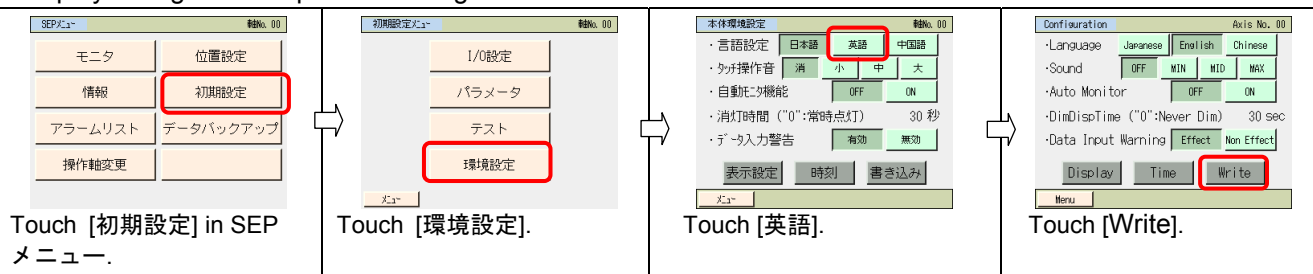 SEPメニュー 軸No. 00
モニタ 位置設定
情報 初期設定
アラームリスト データバックアップ
操作軸変更
Touch [初期設定] in SEP
メニュー.
初期設定メニュー 軸No. 00
I/O設定
パラメータ
テスト
環境設定
メニュー
Touch [環境設定].
本体環境設定 軸No. 00
・言語設定 日本語 英語 中国語
・タッチ操作音 消 小 中 大
・自動モニタ機能 OFF ON
・消灯時間 ("0":常時点灯) 30 秒
・データ入力警告 有効 無効
表示設定 時刻 書き込み
メニュー
Touch [英語].
Configuration Axis No. 00
・Language Japanese English Chinese
・Sound OFF MIN MID MAX
・Auto Monitor OFF ON
・DimDispTime ("0":Never Dim) 30 sec
・Data Input Warning Effect Non Effect
Display Time Write
Menu
Touch [Write].